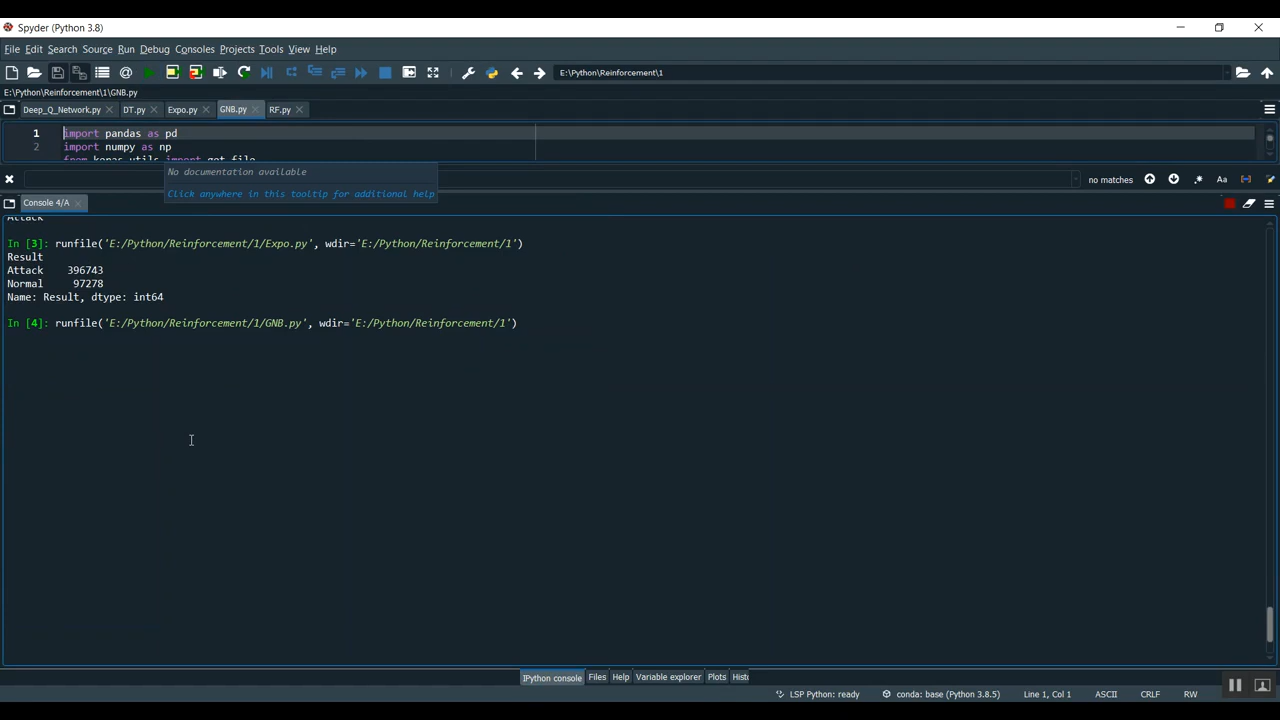 Spyder (Python 3.8)
File Edit Search Source Run Debug Consoles Projects Tools View Help
E:\Python\Reinforcement\1
E:\Python\Reinforcement\1\GNB.py
Deep_Q_Network.py DT.py Expo.py GNB.py RF.py
1 import pandas as pd
2 import numpy as np
from keras.utils import get_file
No documentation available
Click anywhere in this tooltip for additional help
no matches
Aa
Console 4/A
Attack
In [3]: runfile('E:/Python/Reinforcement/1/Expo.py', wdir='E:/Python/Reinforcement/1')
Result
Attack 396743
Normal 97278
Name: Result, dtype: int64
In [4]: runfile('E:/Python/Reinforcement/1/GNB.py', wdir='E:/Python/Reinforcement/1')
IPython console Files Help Variable explorer Plots Histo
LSP Python: ready conda: base (Python 3.8.5) Line 1, Col 1 ASCII CRLF RW